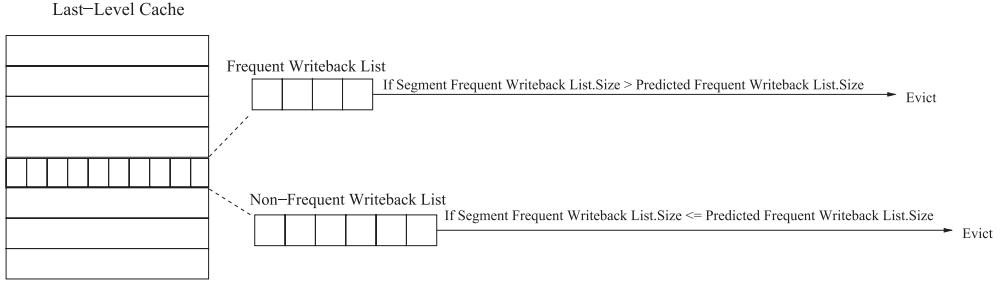 Last−Level Cache
Frequent Writeback List
If Segment Frequent Writeback List.Size > Predicted Frequent Writeback List.Size
Evict
Non−Frequent Writeback List
If Segment Frequent Writeback List.Size <= Predicted Frequent Writeback List.Size
Evict